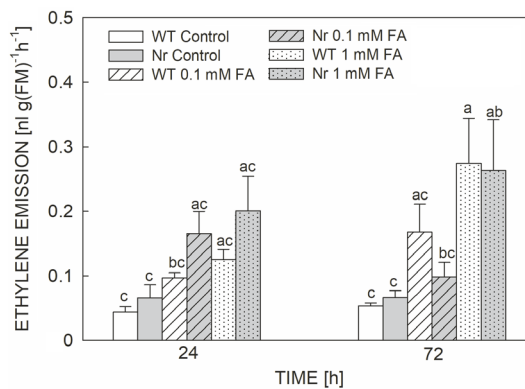 0.5
0.4
0.3
0.2
0.1
0
ETHYLENE EMISSION [nl g(FM)⁻¹h⁻¹]
WT Control
Nr Control
WT 0.1 mM FA
Nr 0.1 mM FA
WT 1 mM FA
Nr 1 mM FA
c
c
bc
ac
ac
ac
c
c
ac
bc
a
ab
24
72
TIME [h]